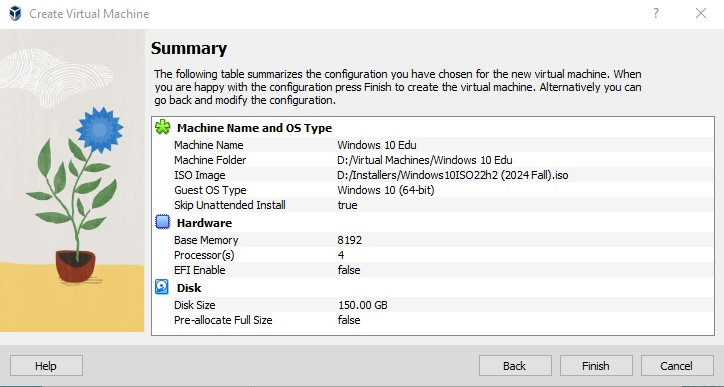 Create Virtual Machine
Summary
The following table summarizes the configuration you have chosen for the new virtual machine. When
you are happy with the configuration press Finish to create the virtual machine. Alternatively you can
go back and modify the configuration.
Machine Name and OS Type
Machine Name Windows 10 Edu
Machine Folder D:/Virtual Machines/Windows 10 Edu
ISO Image D:/Installers/Windows10ISO22h2 (2024 Fall).iso
Guest OS Type Windows 10 (64-bit)
Skip Unattended Install true
Hardware
Base Memory 8192
Processor(s) 4
EFI Enable false
Disk
Disk Size 150.00 GB
Pre-allocate Full Size false
Help Back Finish Cancel